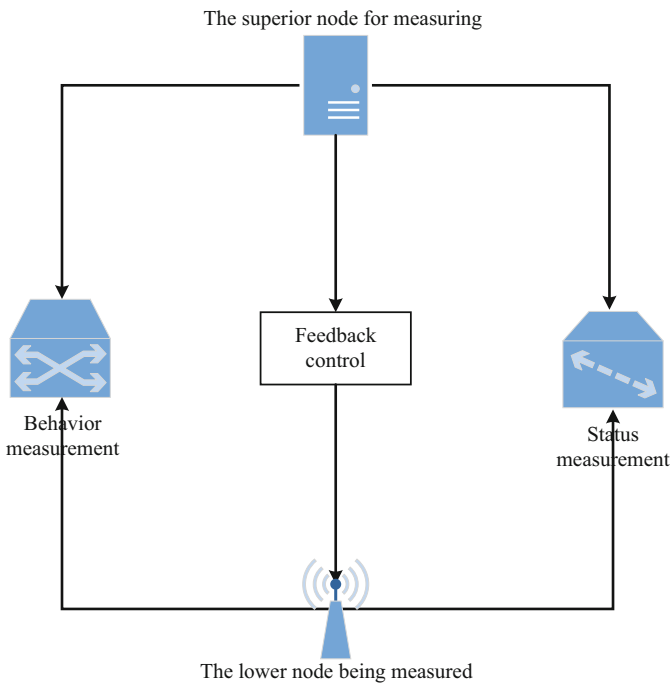 The superior node for measuring
Feedback
control
Behavior
measurement
Status
measurement
The lower node being measured